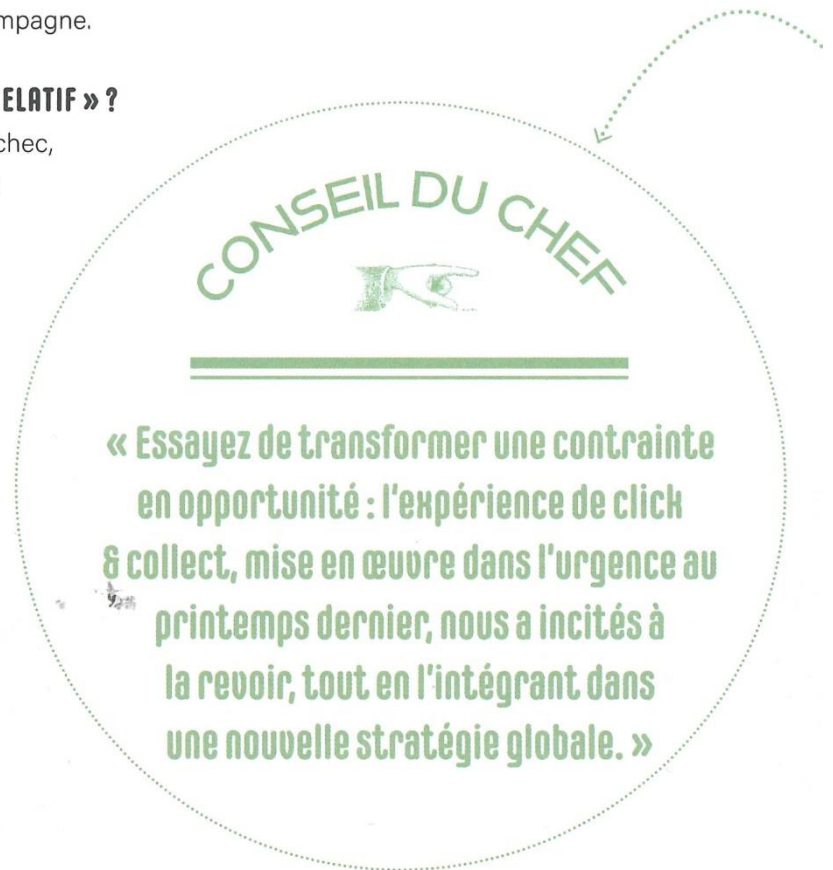 mpagne.
ELATIF » ?
chec,
CONSEIL DU CHEF
« Essayez de transformer une contrainte
en opportunité : l'expérience de click
& collect, mise en œuvre dans l'urgence au
printemps dernier, nous a incités à
la revoir, tout en l'intégrant dans
une nouvelle stratégie globale. »